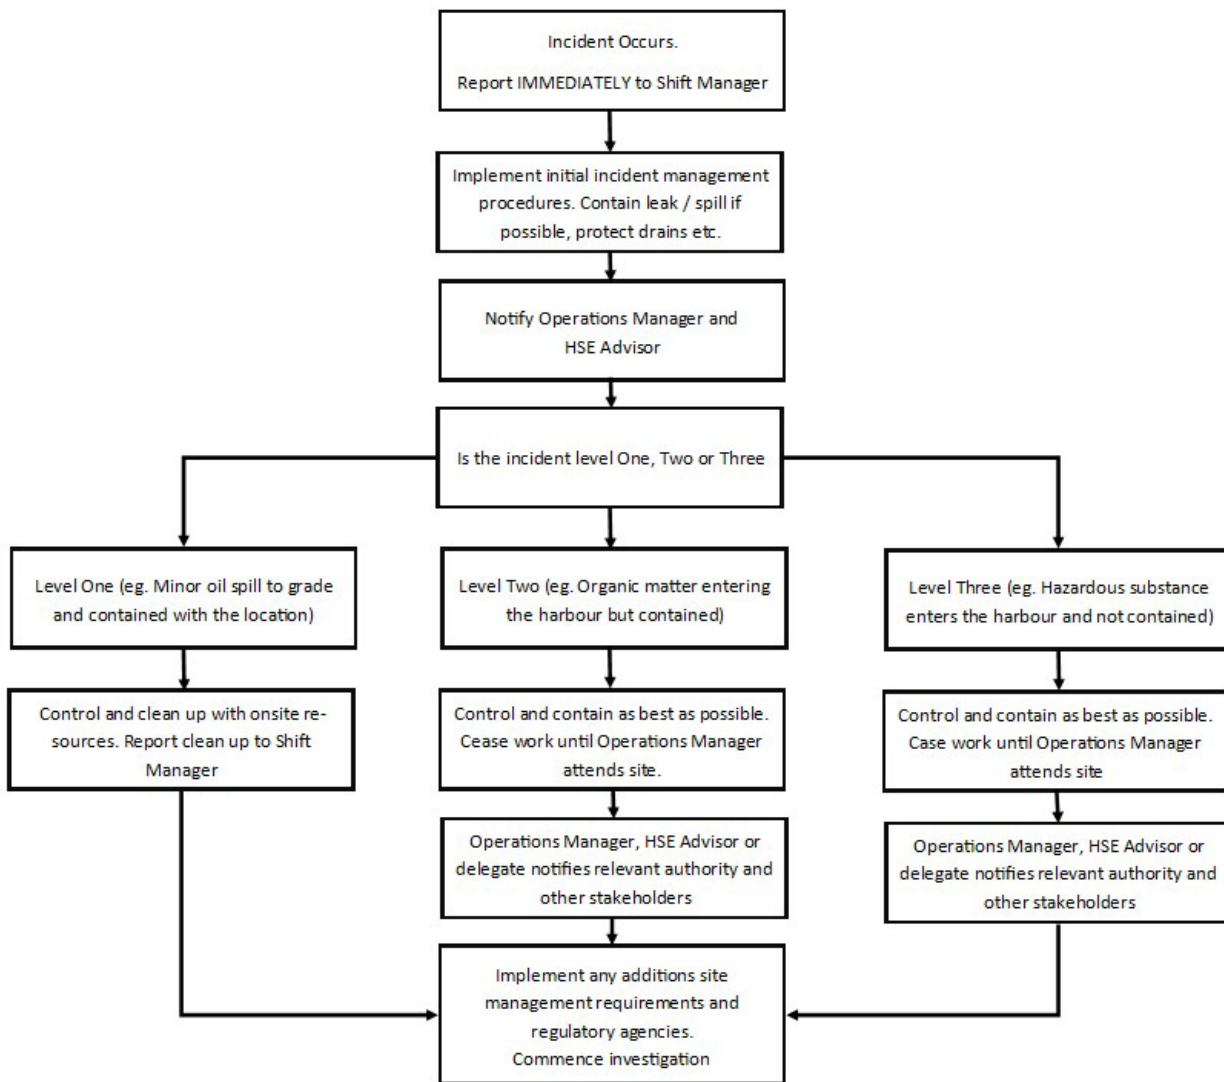 Incident Occurs.
Report IMMEDIATELY to Shift Manager
Implement initial incident management
procedures. Contain leak / spill if
possible, protect drains etc.
Notify Operations Manager and
HSE Advisor
Is the incident level One, Two or Three
Level One (eg. Minor oil spill to grade
and contained with the location)
Level Two (eg. Organic matter entering
the harbour but contained)
Level Three (eg. Hazardous substance
enters the harbour and not contained)
Control and clean up with onsite re-
sources. Report clean up to Shift
Manager
Control and contain as best as possible.
Cease work until Operations Manager
attends site.
Control and contain as best as possible.
Case work until Operations Manager
attends site
Operations Manager, HSE Advisor or
delegate notifies relevant authority and
other stakeholders
Operations Manager, HSE Advisor or
delegate notifies relevant authority and
other stakeholders
Implement any additions site
management requirements and
regulatory agencies.
Commence investigation